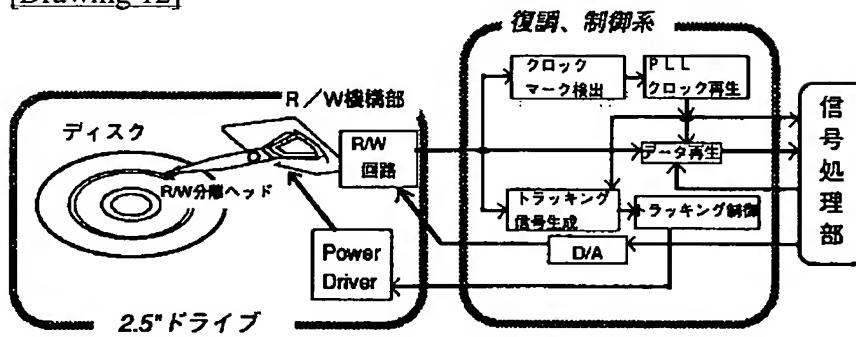 [Drawing 12]
復調、制御系
クロック
マーク検出
PLL
クロック再生
R/W機構部
ディスク
R/W分離ヘッド
R/W
回路
データ再生
信号処理部
トラッキング
信号生成
トラッキング制御
D/A
Power
Driver
2.5"ドライブ